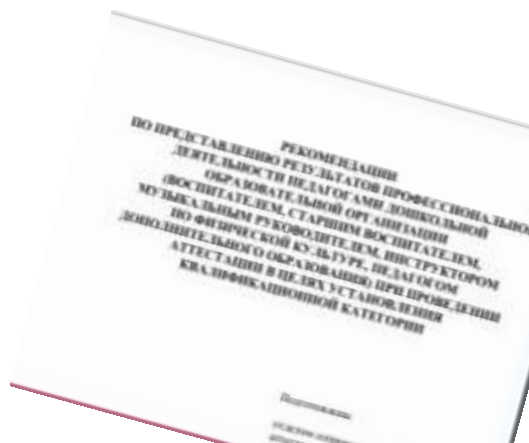 РЕКОМЕНДАЦИИ
ПО ПРЕДСТАВЛЕНИЮ РЕЗУЛЬТАТОВ ПРОФЕССИОНАЛЬНО
ДЕЯТЕЛЬНОСТИ ПЕДАГОГАМИ ДОШКОЛЬНОЙ
ОБРАЗОВАТЕЛЬНОЙ ОРГАНИЗАЦИИ
(ВОСПИТАТЕЛЕМ, СТАРШИМ ВОСПИТАТЕЛЕМ,
МУЗЫКАЛЬНЫМ РУКОВОДИТЕЛЕМ, ИНСТРУКТОРОМ
ПО ФИЗИЧЕСКОЙ КУЛЬТУРЕ, ПЕДАГОГОМ
ДОПОЛНИТЕЛЬНОГО ОБРАЗОВАНИЯ) ПРИ ПРОВЕДЕНИИ
АТТЕСТАЦИИ В ЦЕЛЯХ УСТАНОВЛЕНИЯ
КВАЛИФИКАЦИОННОЙ КАТЕГОРИИ